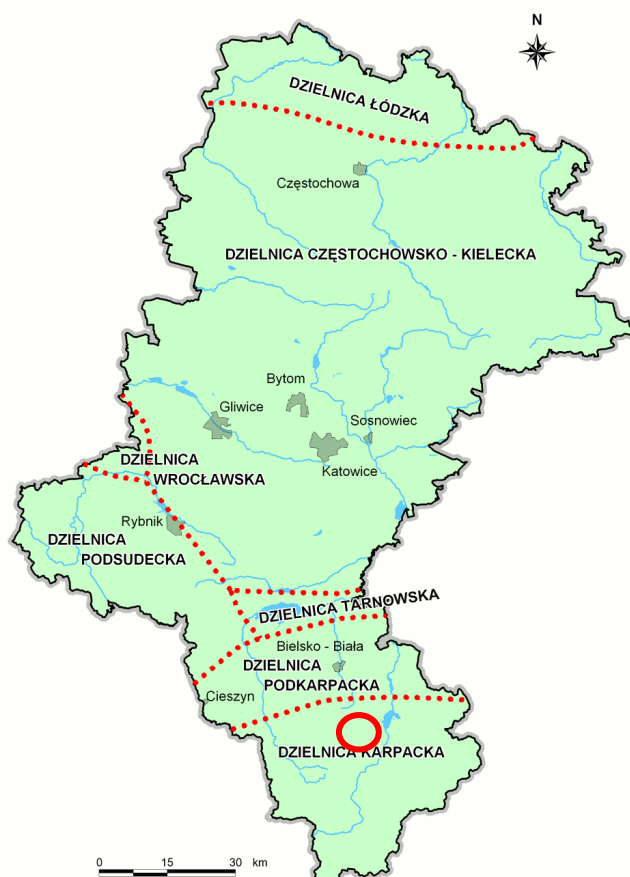 N
DZIELNICA ŁÓDZKA
Częstochowa
DZIELNICA CZĘSTOCHOWSKO - KIELECKA
Bytom
Gliwice
Sosnowiec
Katowice
DZIELNICA
WROCŁAWSKA
Rybnik
DZIELNICA
PODSUDECKA
DZIELNICA TARNOWSKA
Bielsko - Biała
DZIELNICA
PODKARPACKA
Cieszyn
DZIELNICA KARPACKA
0 15 30 km